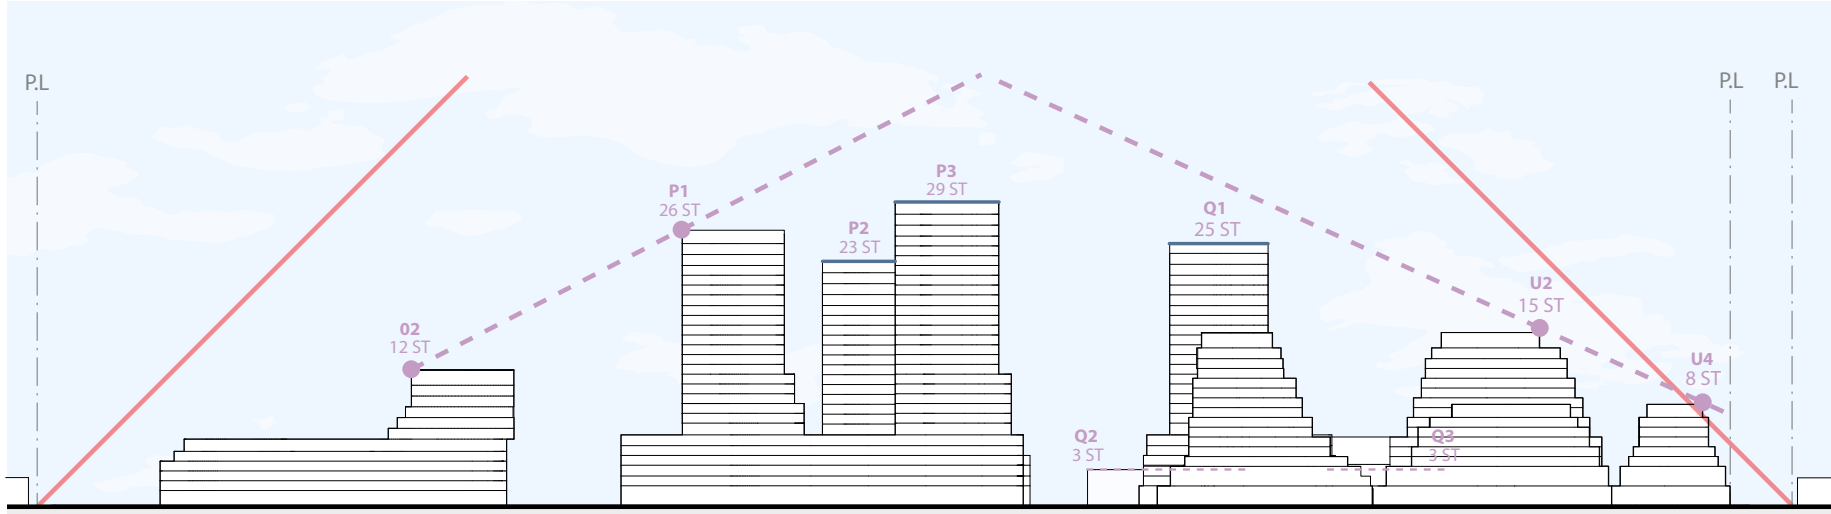 P.L
P.L
P.L
P3
29 ST
P1
26 ST
Q1
25 ST
P2
23 ST
U2
15 ST
02
12 ST
U4
8 ST
Q2
3 ST
Q3
3 ST